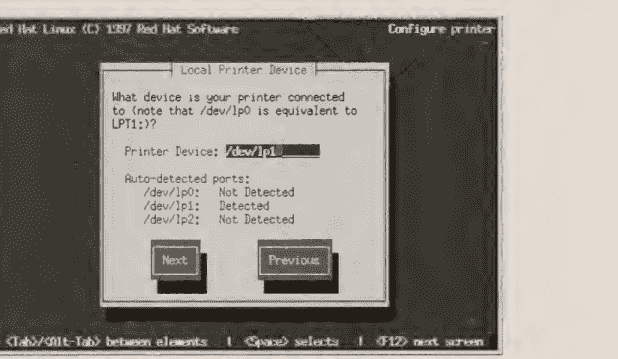 ed Hat Linux (C) 1997 Red Hat Software Configure printer
Local Printer Device
What device is your printer connected
to (note that /dev/lp0 is equivalent to
LPT1:)?
Printer Device: /dev/lp1
Auto-detected ports:
/dev/lp0: Not Detected
/dev/lp1: Detected
/dev/lp2: Not Detected
Next Previous
<Tab>/<Alt-Tab> between elements | <Space> selects | <F12> next screen